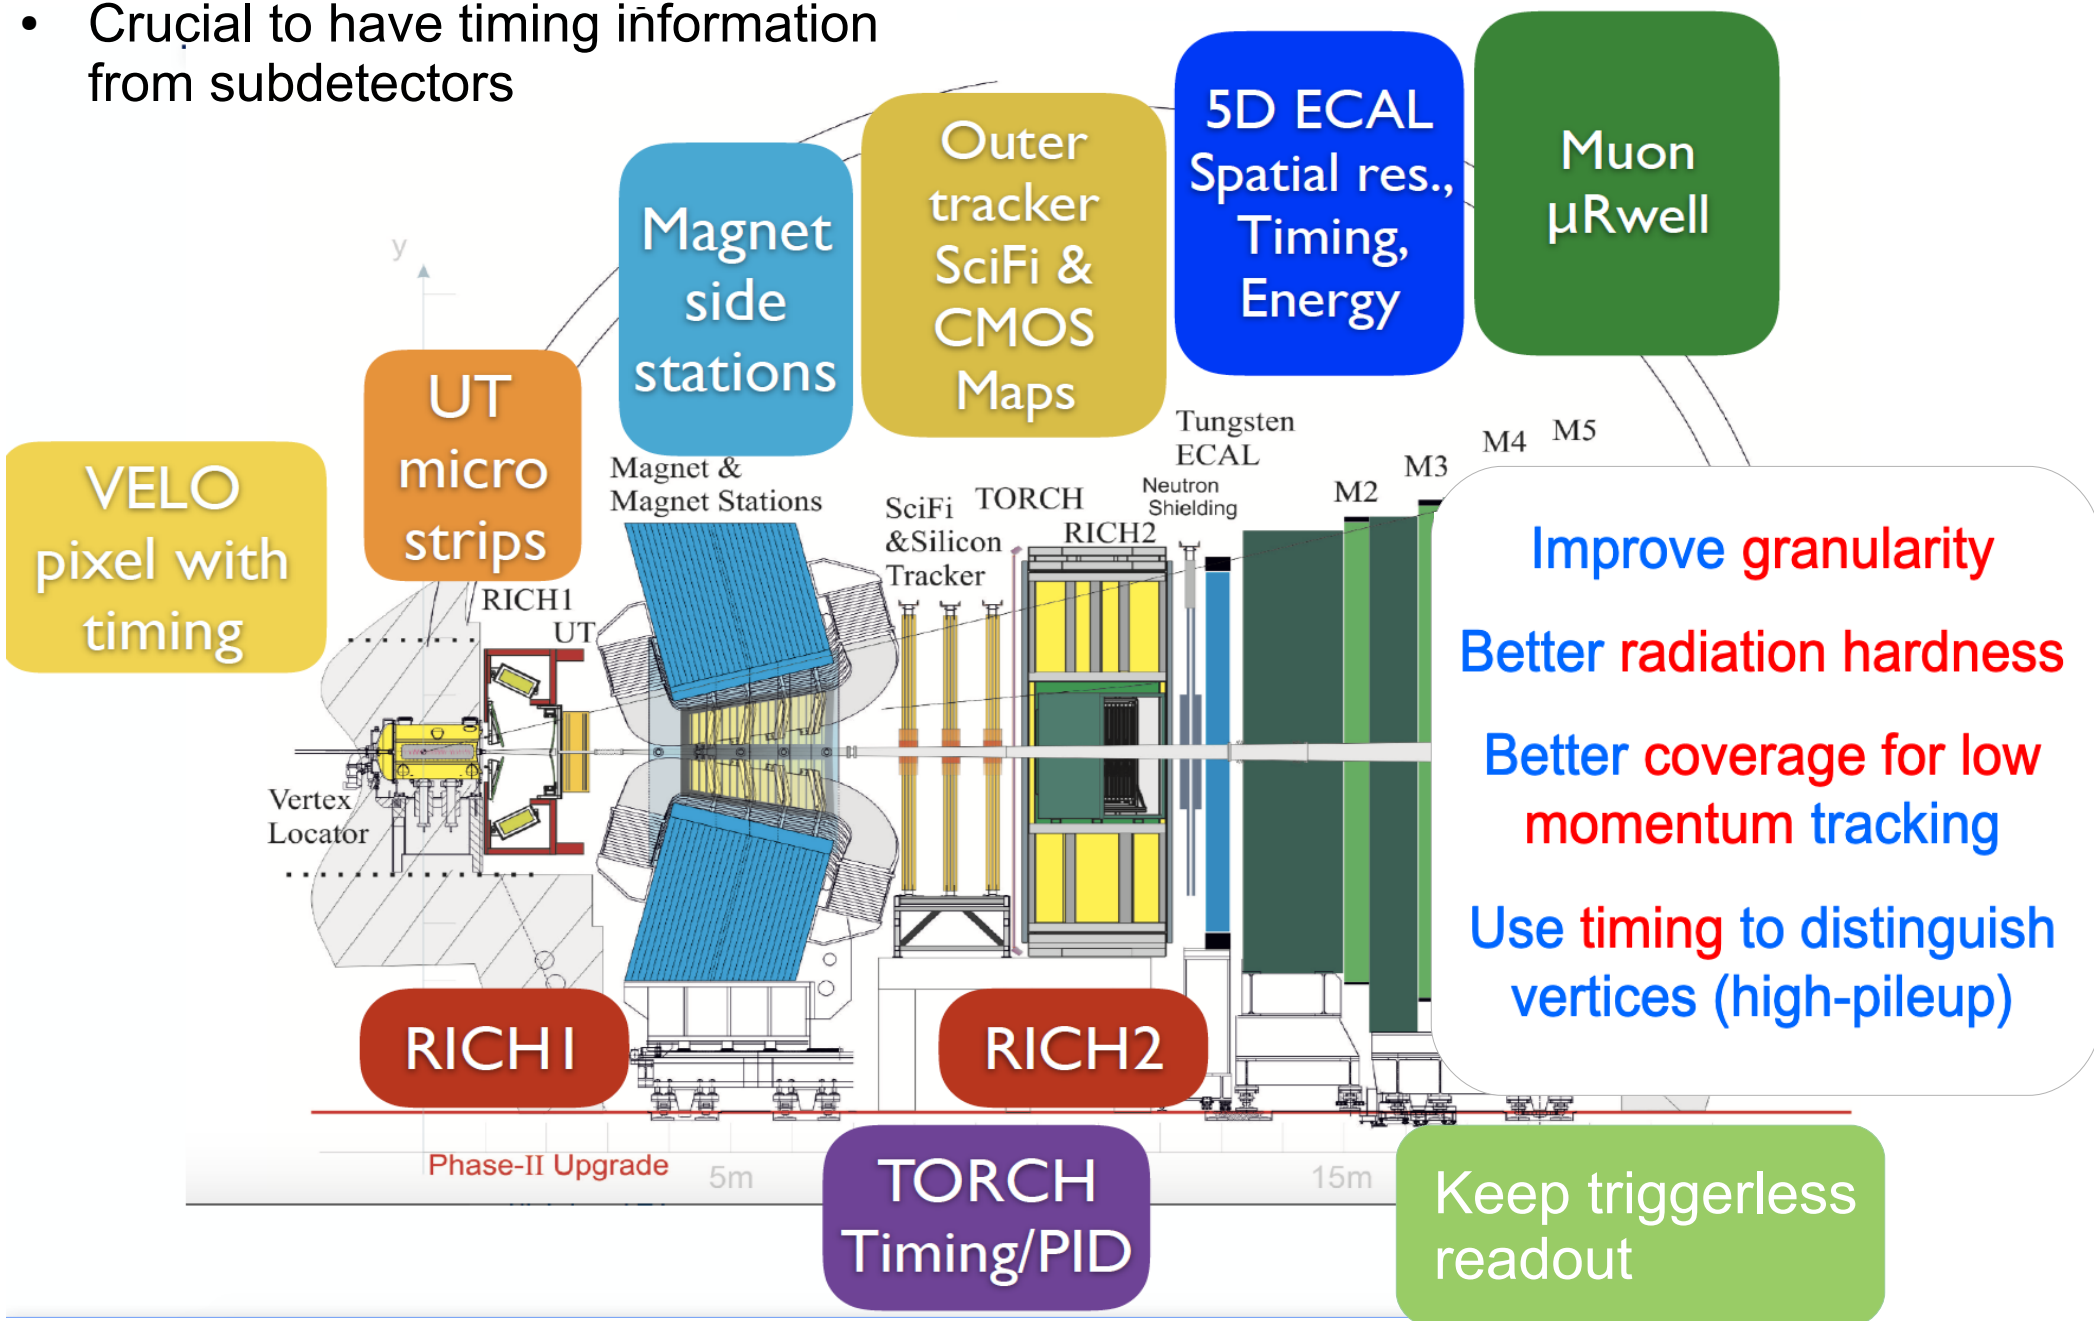 • Crucial to have timing information
from subdetectors
5D ECAL
Spatial res.,
Timing,
Energy
Muon
µRwell
Outer
tracker
SciFi &
CMOS
Maps
Magnet
side
stations
y
UT
micro
strips
VELO
pixel with
timing
Magnet &
Magnet Stations
SciFi
&Silicon
Tracker
TORCH
RICH2
Tungsten
ECAL
Neutron
Shielding
M2
M3
M4
M5
RICH1
UT
Vertex
Locator
Improve granularity
Better radiation hardness
Better coverage for low
momentum tracking
Use timing to distinguish
vertices (high-pileup)
RICH1
RICH2
Phase-II Upgrade
5m
15m
TORCH
Timing/PID
Keep triggerless
readout